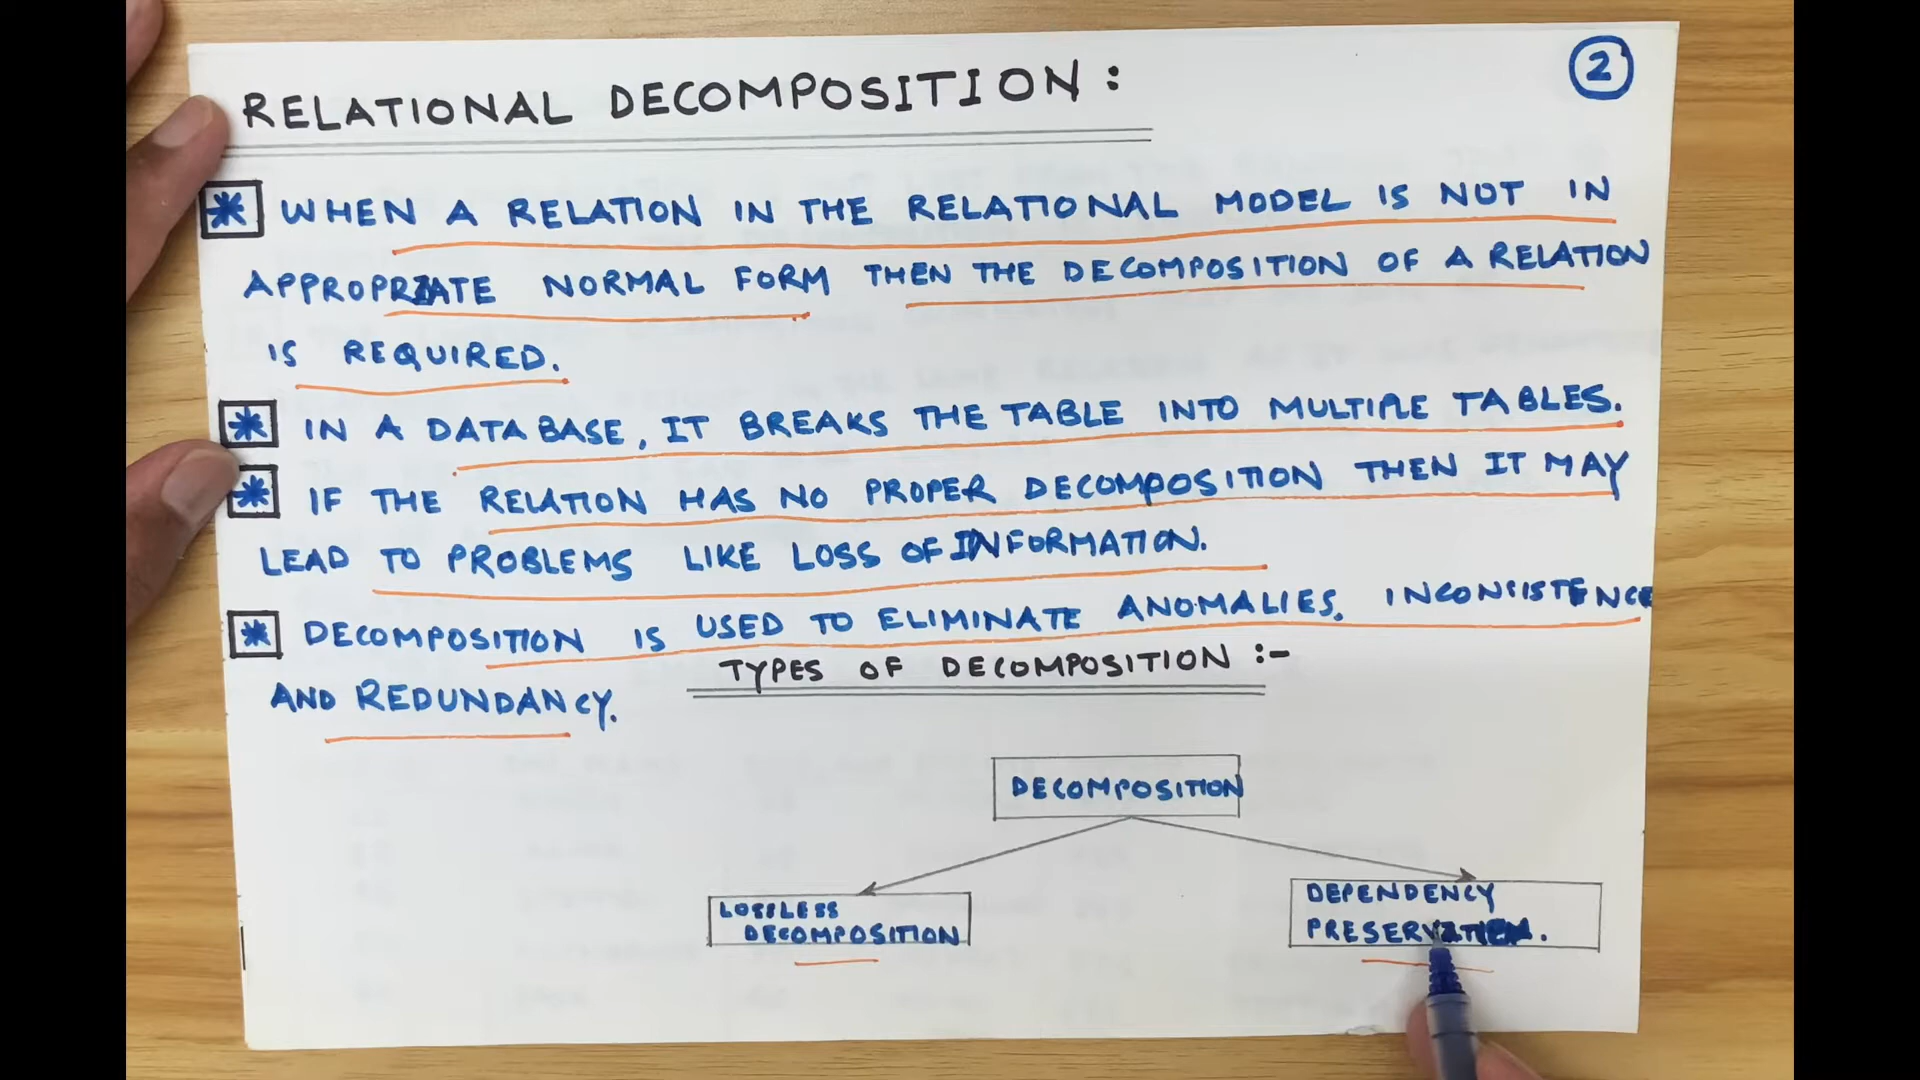 RELATIONAL DECOMPOSITION :
2
* WHEN A RELATION IN THE RELATIONAL MODEL IS NOT IN
APPROPRIATE NORMAL FORM THEN THE DECOMPOSITION OF A RELATION
IS REQUIRED.
* IN A DATABASE, IT BREAKS THE TABLE INTO MULTIPLE TABLES.
* IF THE RELATION HAS NO PROPER DECOMPOSITION THEN IT MAY
LEAD TO PROBLEMS LIKE LOSS OF INFORMATION.
* DECOMPOSITION IS USED TO ELIMINATE ANOMALIES. INCONSISTENCE
AND REDUNDANCY.
TYPES OF DECOMPOSITION :-
DECOMPOSITION
LOSSLESS
DECOMPOSITION
DEPENDENCY
PRESERVATION.